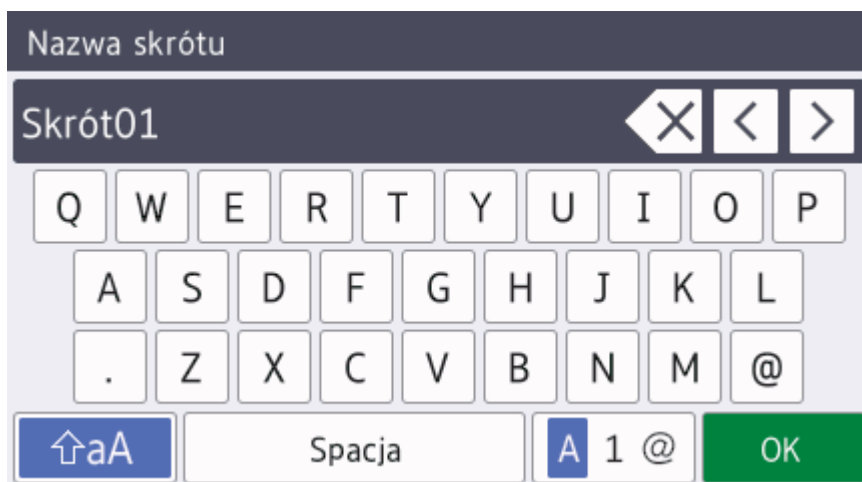 Nazwa skrótu
Skrót01
Q W E R T Y U I O P
A S D F G H J K L
. Z X C V B N M @
aA Spacja A 1 @ OK